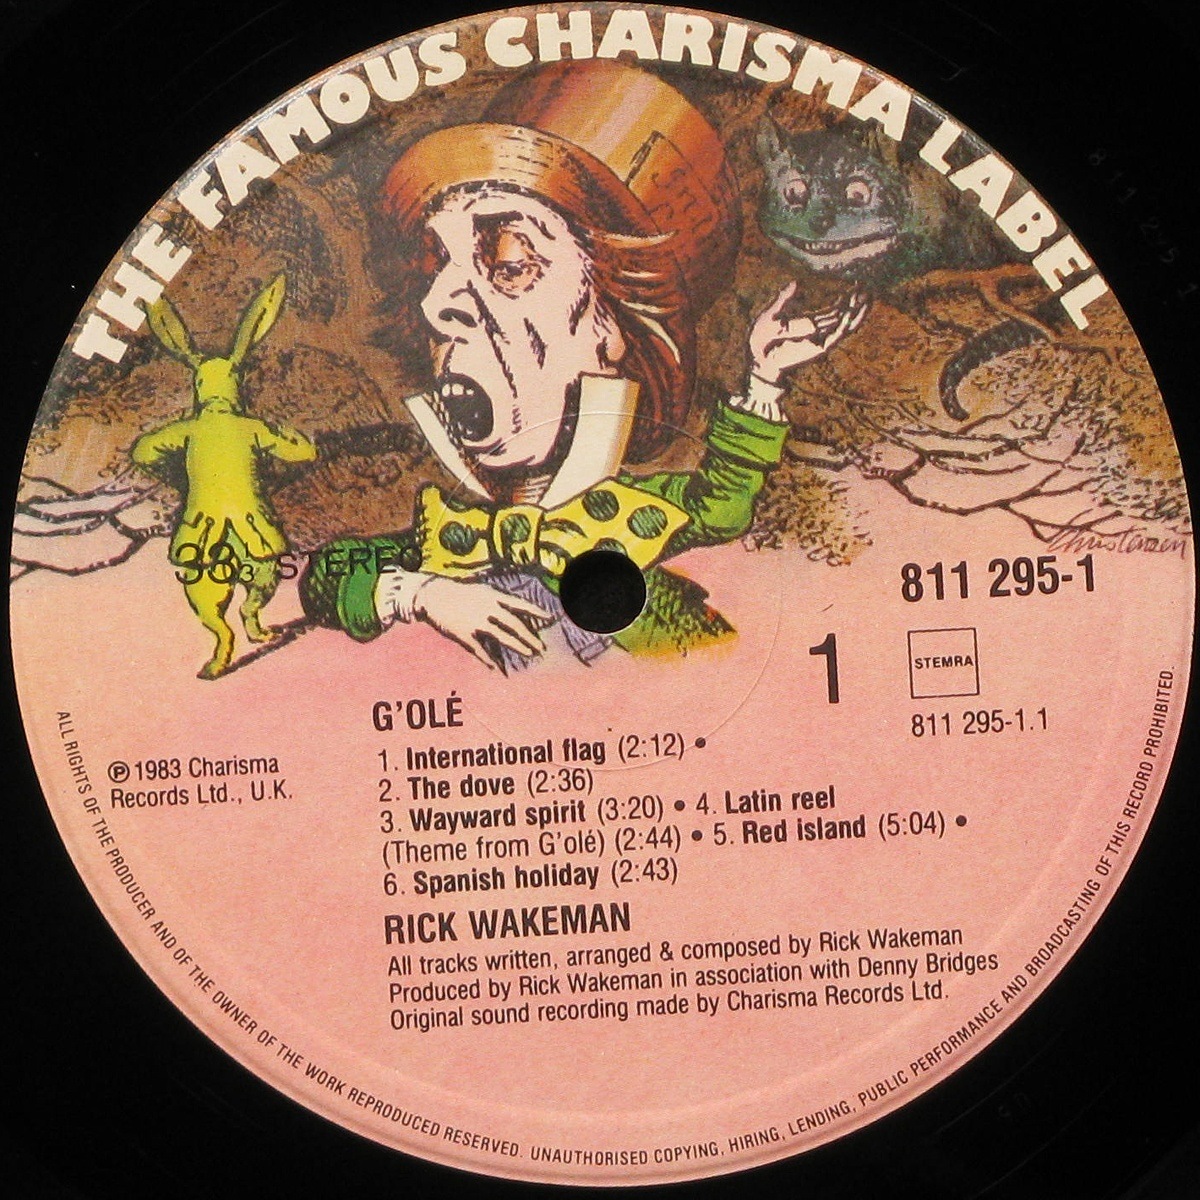 THE FAMOUS CHARISMA LABEL
Christensen
33 1/3 STEREO
811 295-1
1
STEMRA
811 295-1.1
℗ 1983 Charisma
Records Ltd., U.K.
G'OLÉ
1. International flag (2:12) •
2. The dove (2:36)
3. Wayward spirit (3:20) • 4. Latin reel
(Theme from G'olé) (2:44) • 5. Red island (5:04) •
6. Spanish holiday (2:43)
RICK WAKEMAN
All tracks written, arranged & composed by Rick Wakeman
Produced by Rick Wakeman in association with Denny Bridges
Original sound recording made by Charisma Records Ltd.
ALL RIGHTS OF THE PRODUCER AND OF THE OWNER OF THE WORK REPRODUCED RESERVED. UNAUTHORISED COPYING, HIRING, LENDING, PUBLIC PERFORMANCE AND BROADCASTING OF THIS RECORD PROHIBITED.